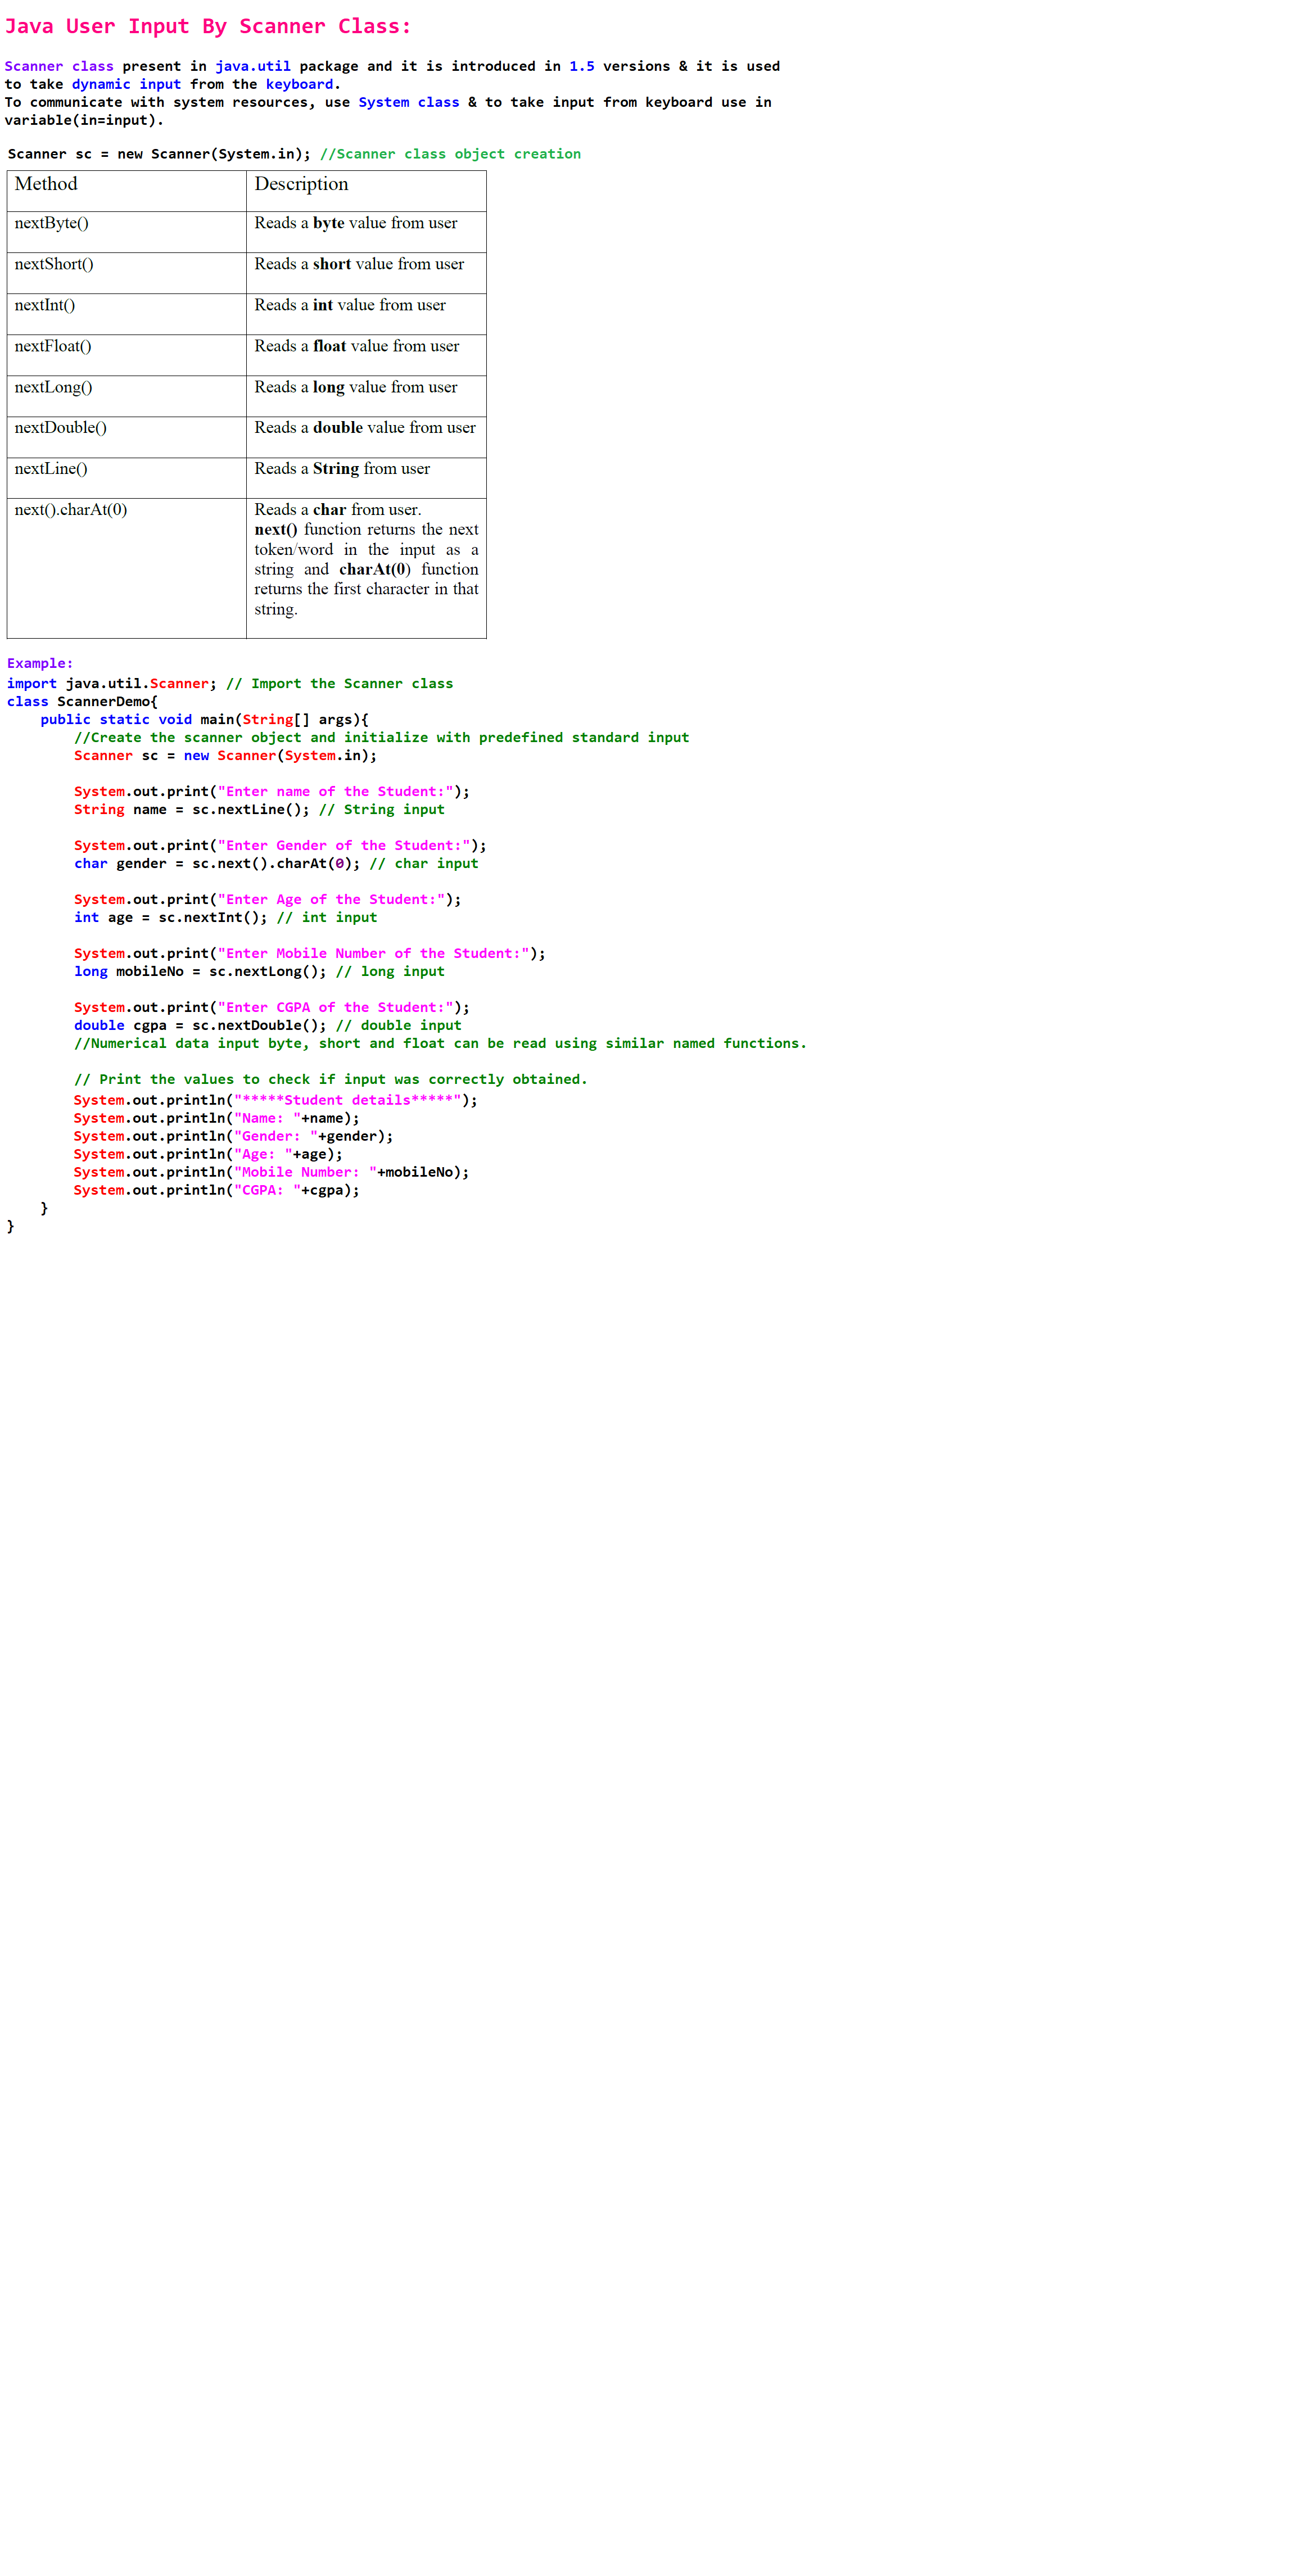 Java User Input By Scanner Class:
Scanner class present in java.util package and it is introduced in 1.5 versions & it is used
to take dynamic input from the keyboard.
To communicate with system resources, use System class & to take input from keyboard use in
variable(in=input).
Scanner sc = new Scanner(System.in); //Scanner class object creation
Method Description
nextByte() Reads a byte value from user
nextShort() Reads a short value from user
nextInt() Reads a int value from user
nextFloat() Reads a float value from user
nextLong() Reads a long value from user
nextDouble() Reads a double value from user
nextLine() Reads a String from user
next().charAt(0) Reads a char from user.
next() function returns the next
token/word in the input as a
string and charAt(0) function
returns the first character in that
string.
Example:
import java.util.Scanner; // Import the Scanner class
class ScannerDemo{
    public static void main(String[] args){
        //Create the scanner object and initialize with predefined standard input
        Scanner sc = new Scanner(System.in);
        System.out.print("Enter name of the Student:");
        String name = sc.nextLine(); // String input
        System.out.print("Enter Gender of the Student:");
        char gender = sc.next().charAt(0); // char input
        System.out.print("Enter Age of the Student:");
        int age = sc.nextInt(); // int input
        System.out.print("Enter Mobile Number of the Student:");
        long mobileNo = sc.nextLong(); // long input
        System.out.print("Enter CGPA of the Student:");
        double cgpa = sc.nextDouble(); // double input
        //Numerical data input byte, short and float can be read using similar named functions.
        // Print the values to check if input was correctly obtained.
        System.out.println("*****Student details*****");
        System.out.println("Name: "+name);
        System.out.println("Gender: "+gender);
        System.out.println("Age: "+age);
        System.out.println("Mobile Number: "+mobileNo);
        System.out.println("CGPA: "+cgpa);
    }
}